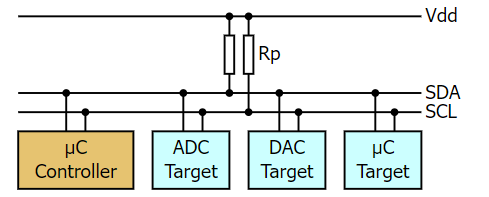 Vdd
Rp
SDA
SCL
µC
Controller
ADC
Target
DAC
Target
µC
Target